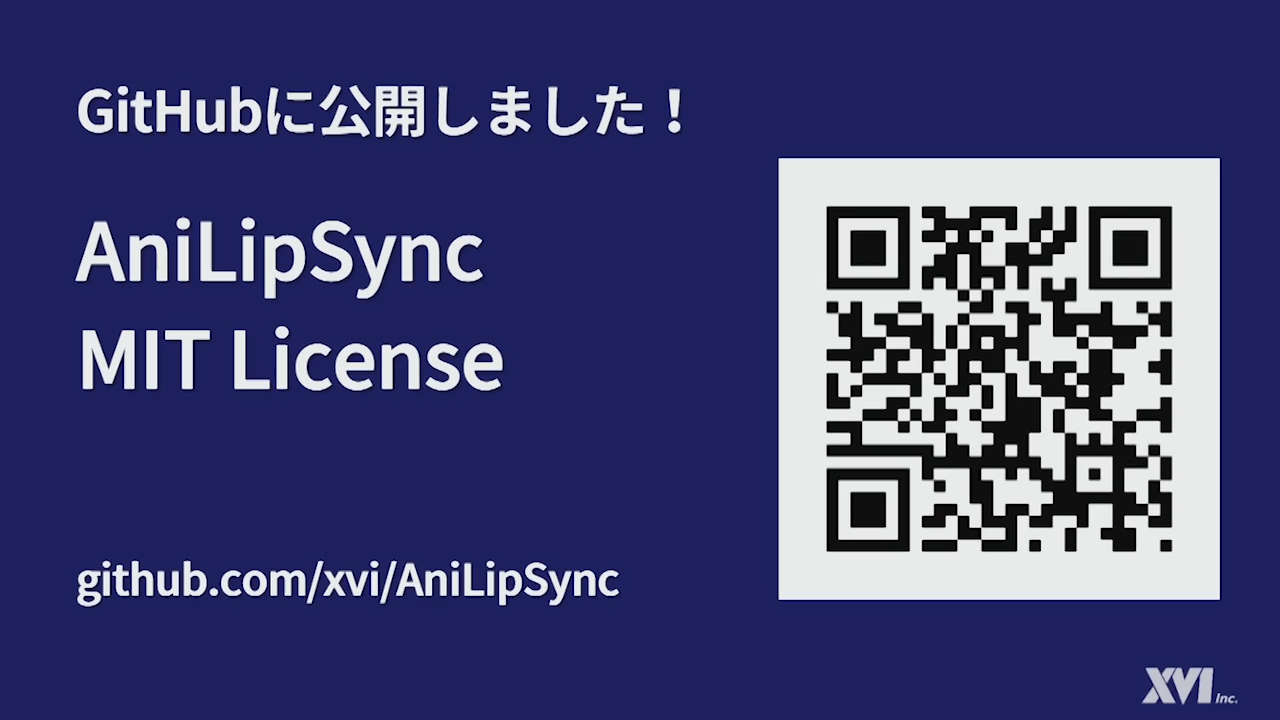 GitHubに公開しました！
AniLipSync
MIT License
github.com/xvi/AniLipSync
XVI Inc.